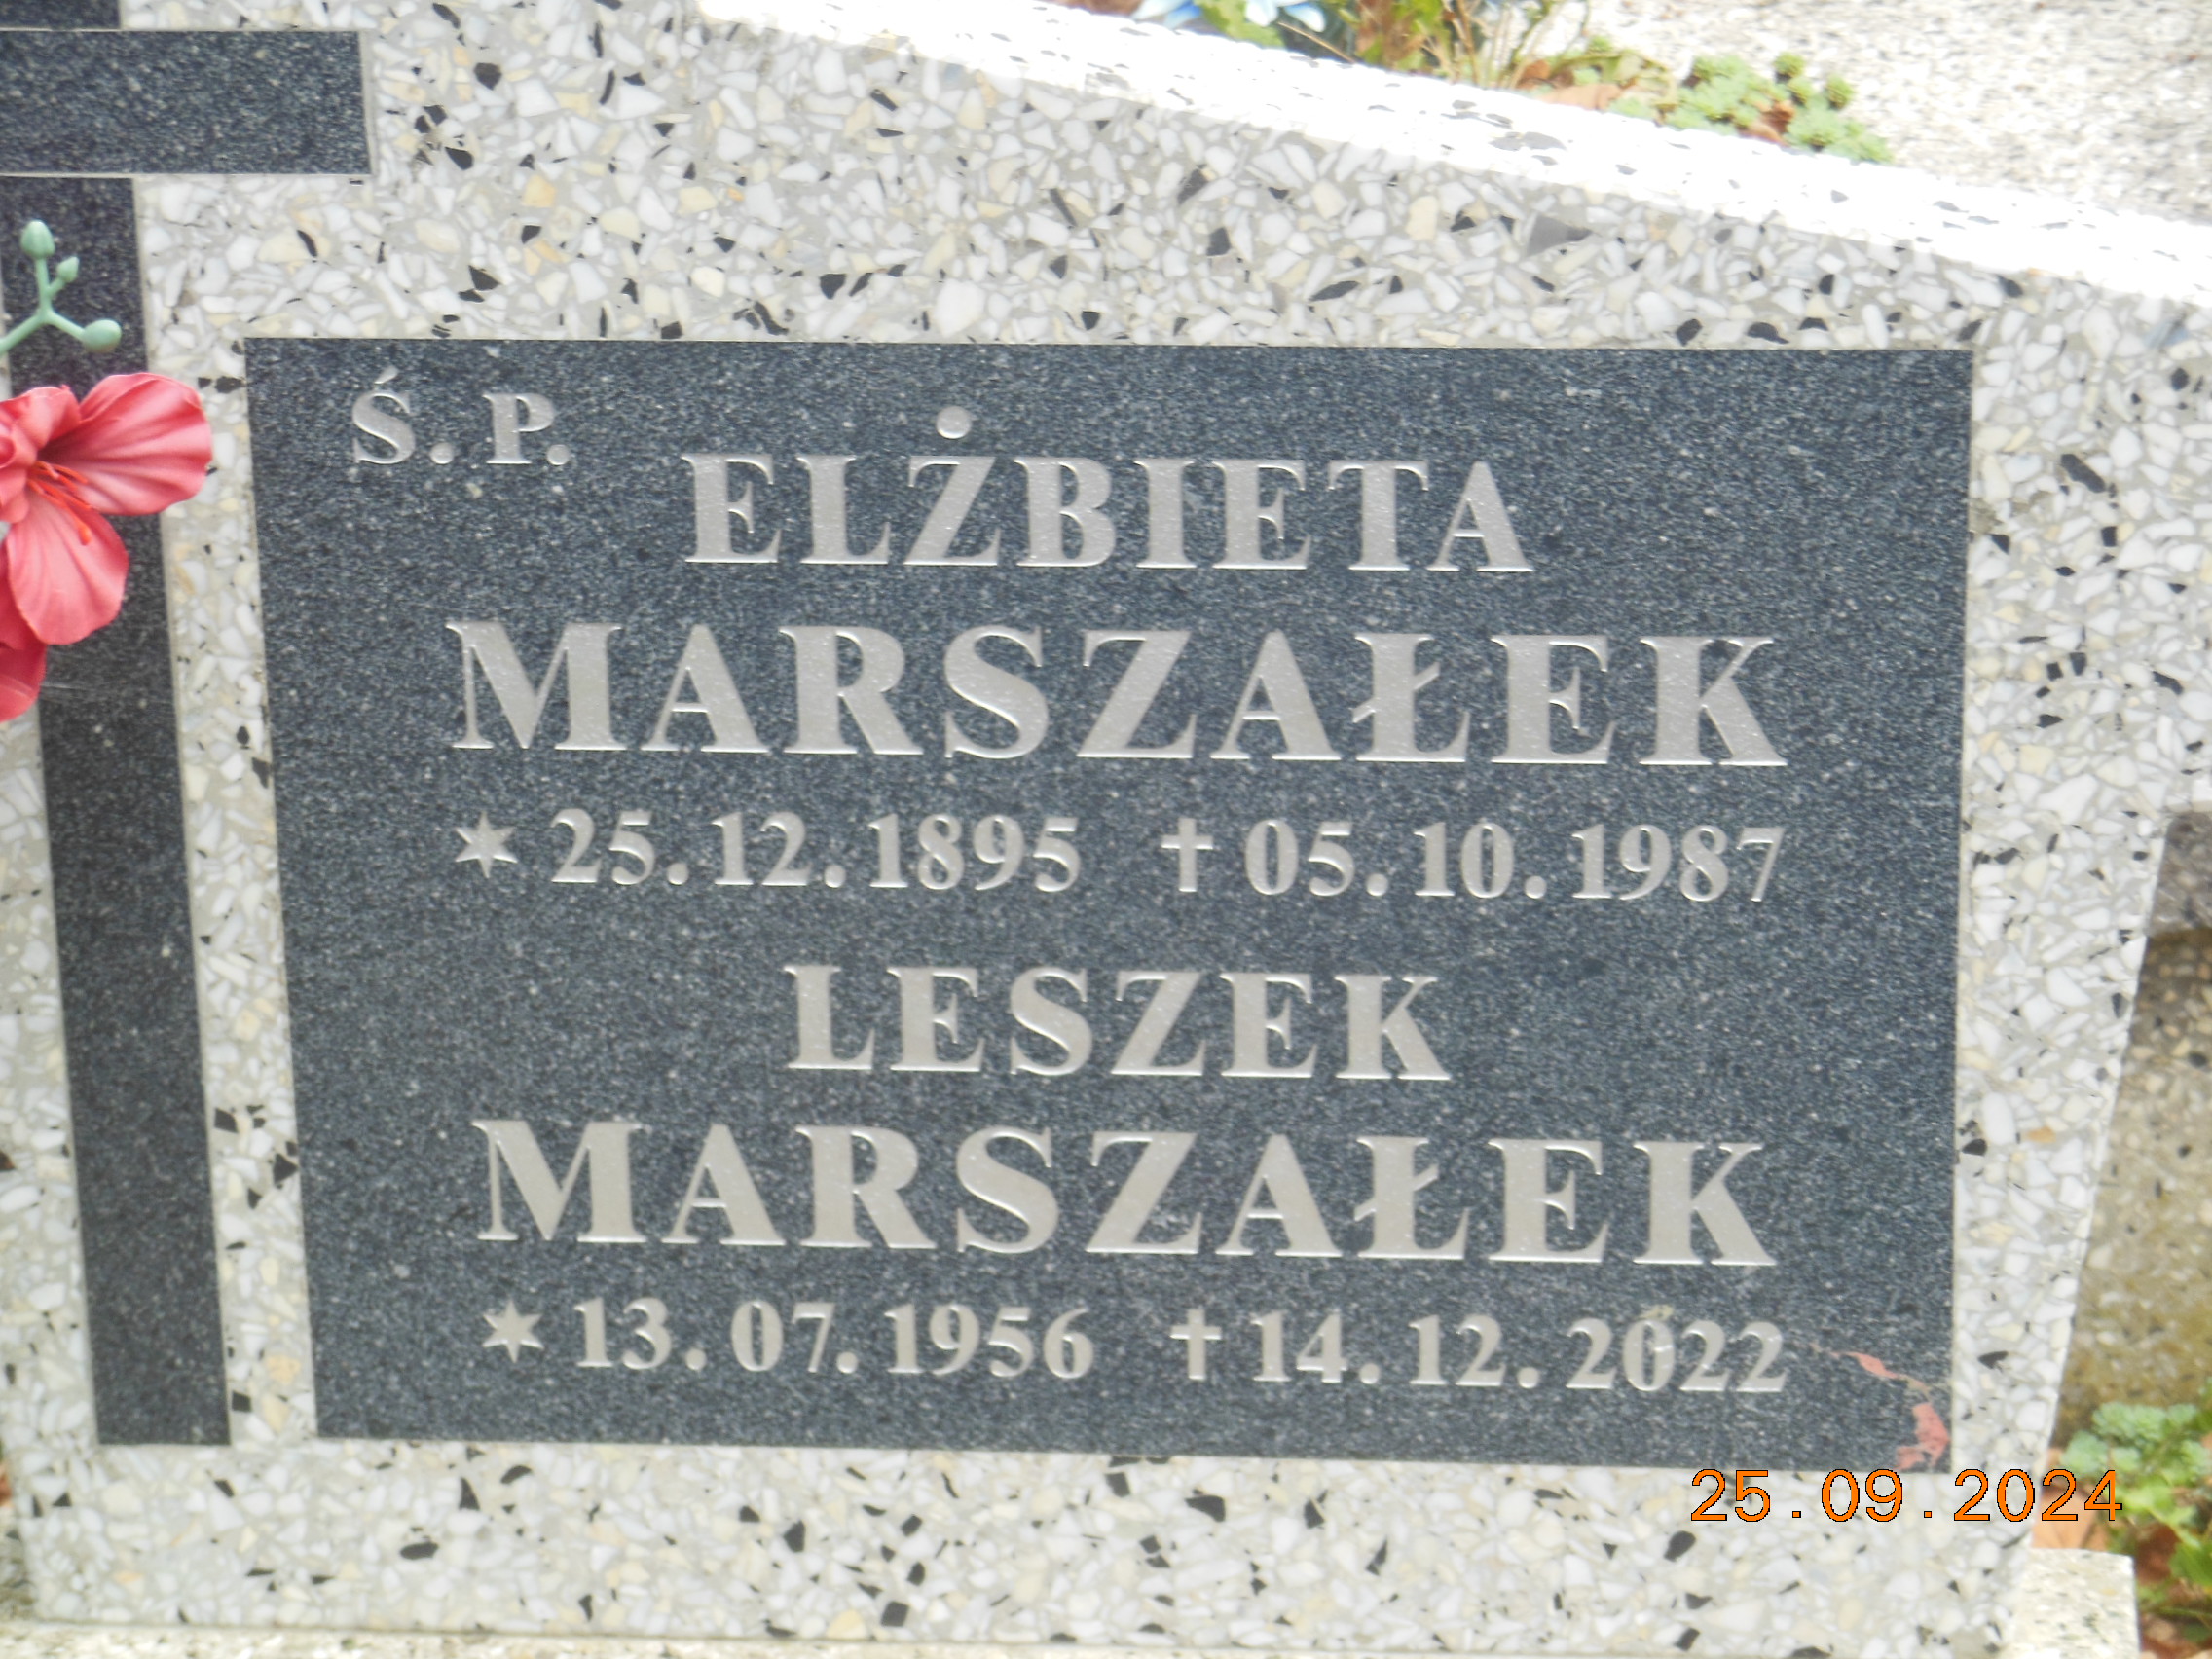 Ś. P.
ELŻBIETA
MARSZAŁEK
✶ 25.12.1895 ✝ 05.10.1987
LESZEK
MARSZAŁEK
✶ 13.07.1956 ✝ 14.12.2022
25.09.2024